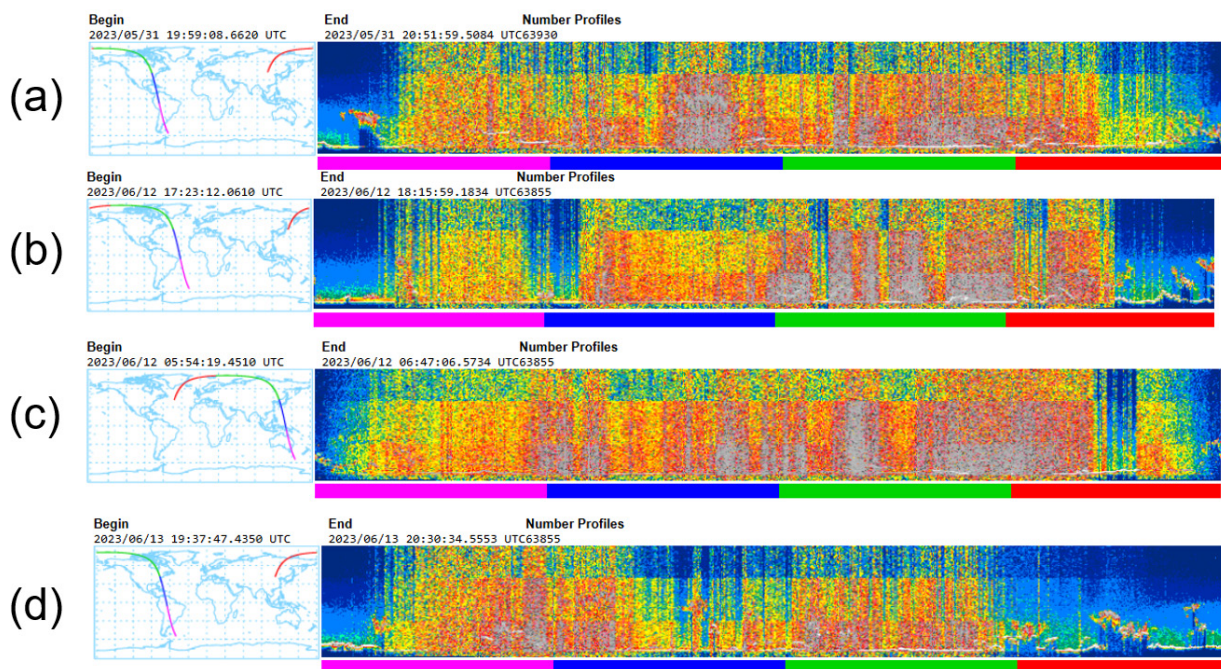 Begin End Number Profiles
2023/05/31 19:59:08.6620 UTC 2023/05/31 20:51:59.5084 UTC63930
(a)
Begin End Number Profiles
2023/06/12 17:23:12.0610 UTC 2023/06/12 18:15:59.1834 UTC63855
(b)
Begin End Number Profiles
2023/06/12 05:54:19.4510 UTC 2023/06/12 06:47:06.5734 UTC63855
(c)
Begin End Number Profiles
2023/06/13 19:37:47.4350 UTC 2023/06/13 20:30:34.5553 UTC63855
(d)